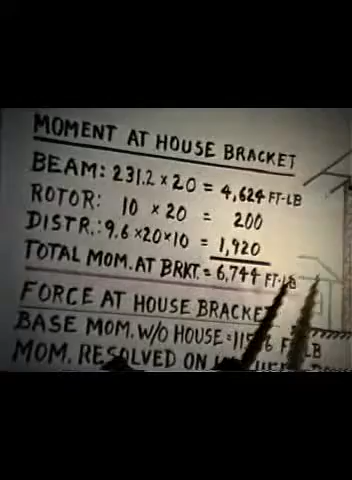 MOMENT AT HOUSE BRACKET
BEAM: 231.2 × 20 = 4,624 FT-LB
ROTOR: 10 × 20 = 200
DISTR.: 9.6 × 20 × 10 = 1,920
TOTAL MOM. AT BRKT. = 6,744 FT-LB
FORCE AT HOUSE BRACKET
BASE MOM. W/O HOUSE =
MOM. RESOLVED ON